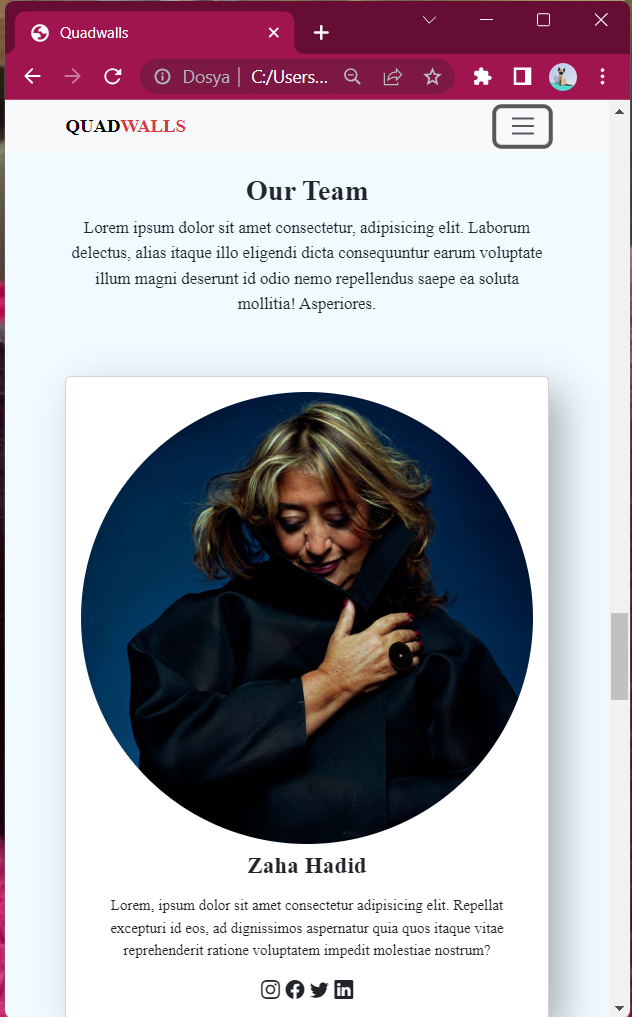 Quadwalls
Dosya | C:/Users...
QUADWALLS
Our Team
Lorem ipsum dolor sit amet consectetur, adipisicing elit. Laborum
delectus, alias itaque illo eligendi dicta consequuntur earum voluptate
illum magni deserunt id odio nemo repellendus saepe ea soluta
mollitia! Asperiores.
Zaha Hadid
Lorem, ipsum dolor sit amet consectetur adipisicing elit. Repellat
excepturi id eos, ad dignissimos aspernatur quia quos itaque vitae
reprehenderit ratione voluptatem impedit molestiae nostrum?